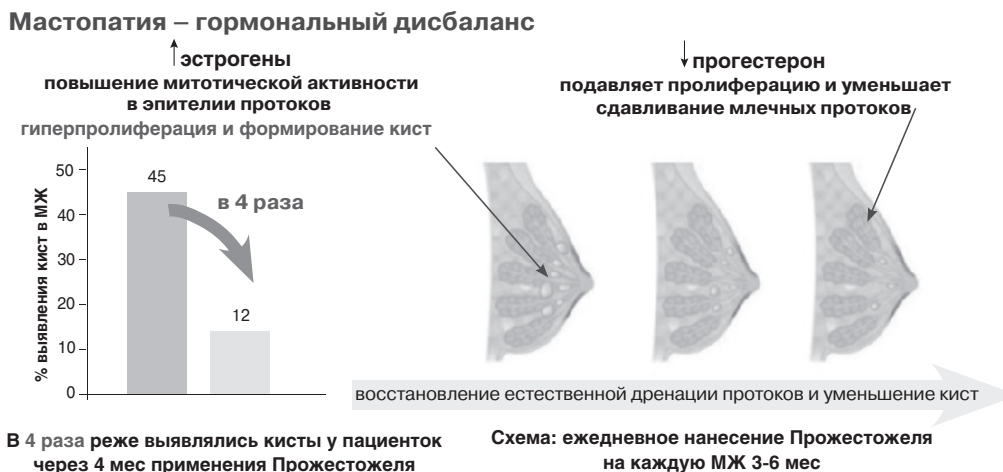 Мастопатия – гормональный дисбаланс
эстрогены
повышение митотической активности
в эпителии протоков
гиперпролиферация и формирование кист
прогестерон
подавляет пролиферацию и уменьшает
сдавливание млечных протоков
% выявления кист в МЖ
50
40
30
20
10
0
45
12
в 4 раза
восстановление естественной дренации протоков и уменьшение кист
В 4 раза реже выявлялись кисты у пациенток
через 4 мес применения Прожестожеля
Схема: ежедневное нанесение Прожестожеля
на каждую МЖ 3-6 мес